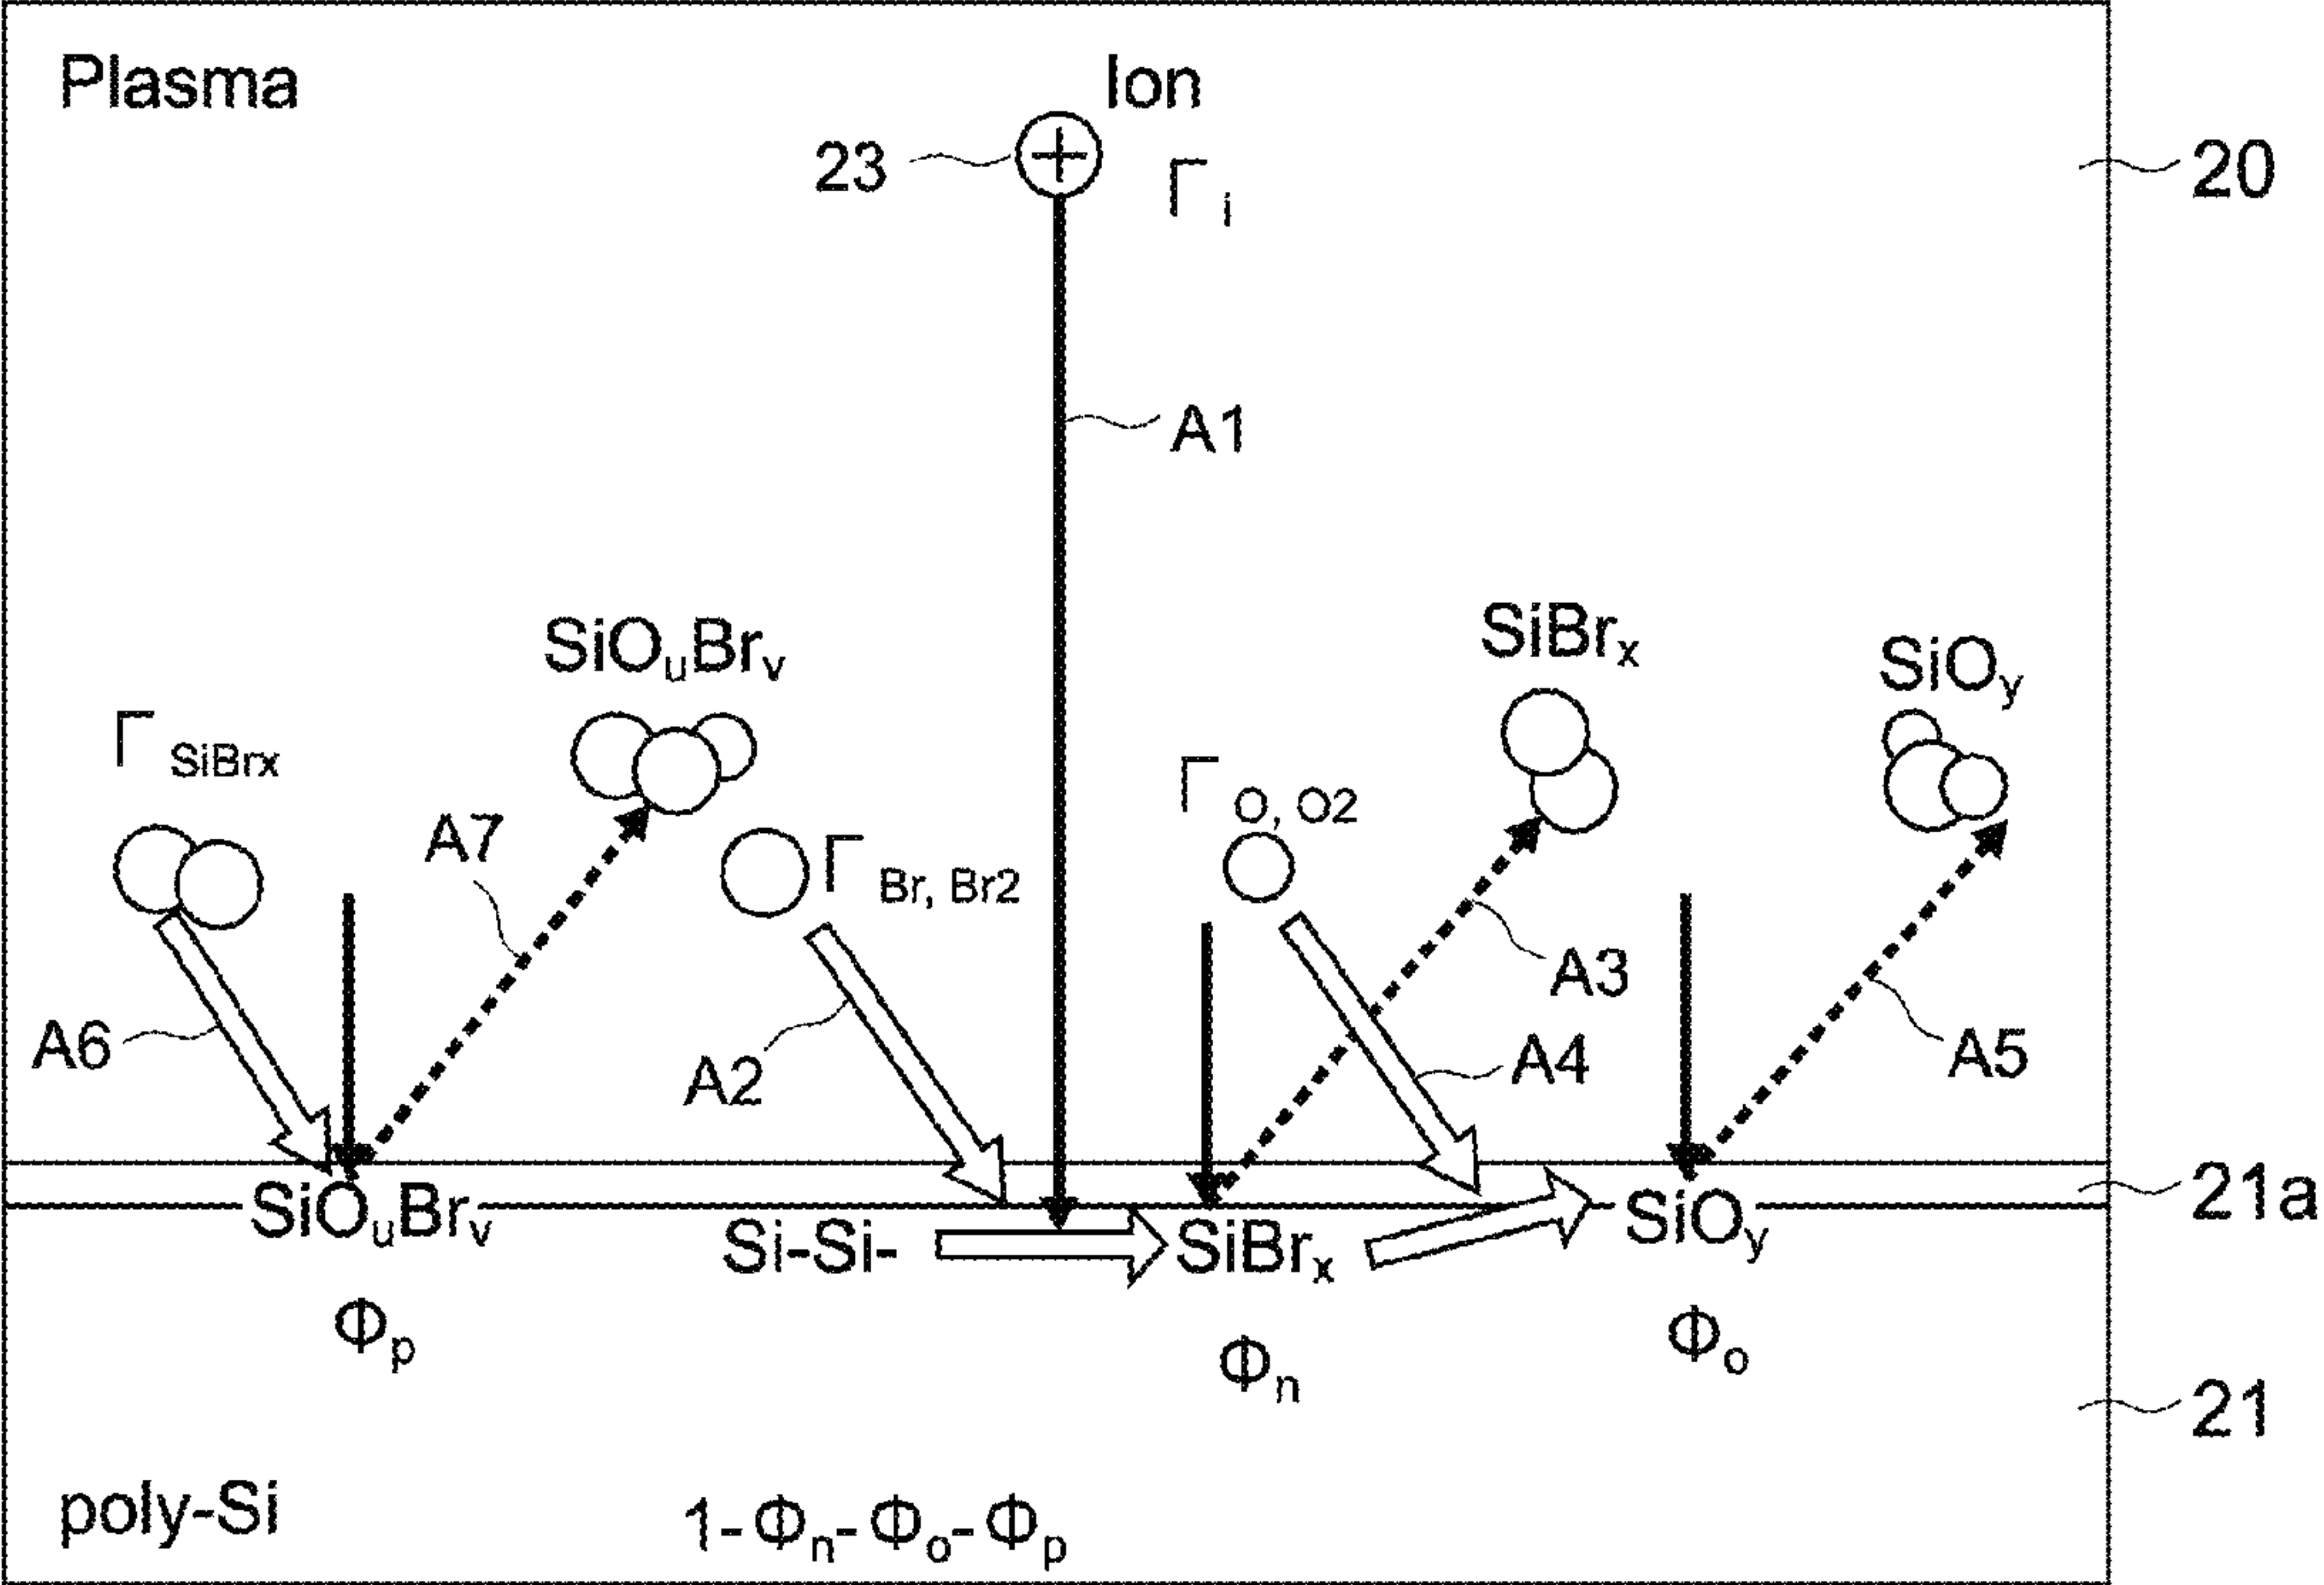 Plasma
Ion
23
Γi
20
A1
SiOuBrv
SiBrx
SiOy
ΓSiBrx
A7
ΓBr, Br2
ΓO, O2
A6
A2
A3
A4
A5
21a
SiOuBrv
Si-Si-
SiBrx
SiOy
Φp
Φn
Φo
21
poly-Si
1-Φn-Φo-Φp